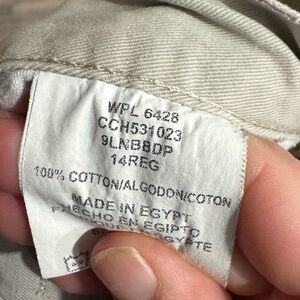 WPL 6428
CCH531023
9LNBBDP
14REG
100% COTTON/ALGODON/COTON
MADE IN EGYPT
HECHO EN EGIPTO